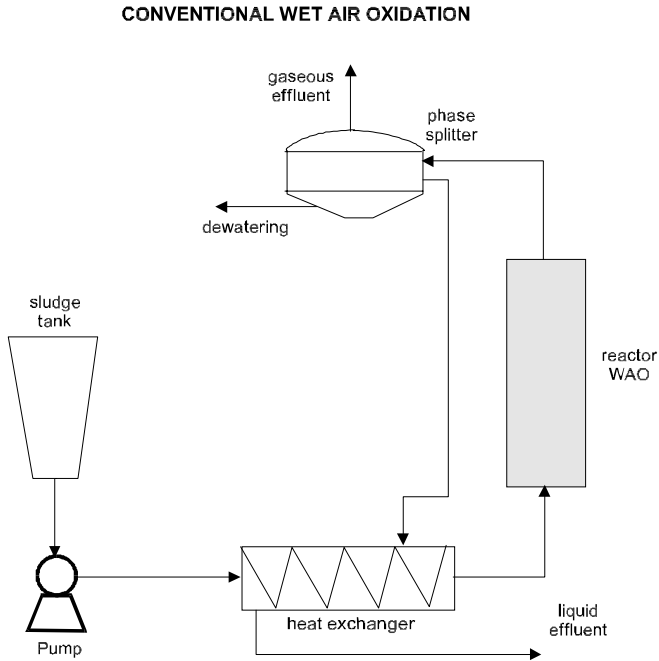 CONVENTIONAL WET AIR OXIDATION
gaseous
effluent
phase
splitter
dewatering
sludge
tank
reactor
WAO
heat exchanger
liquid
effluent
Pump